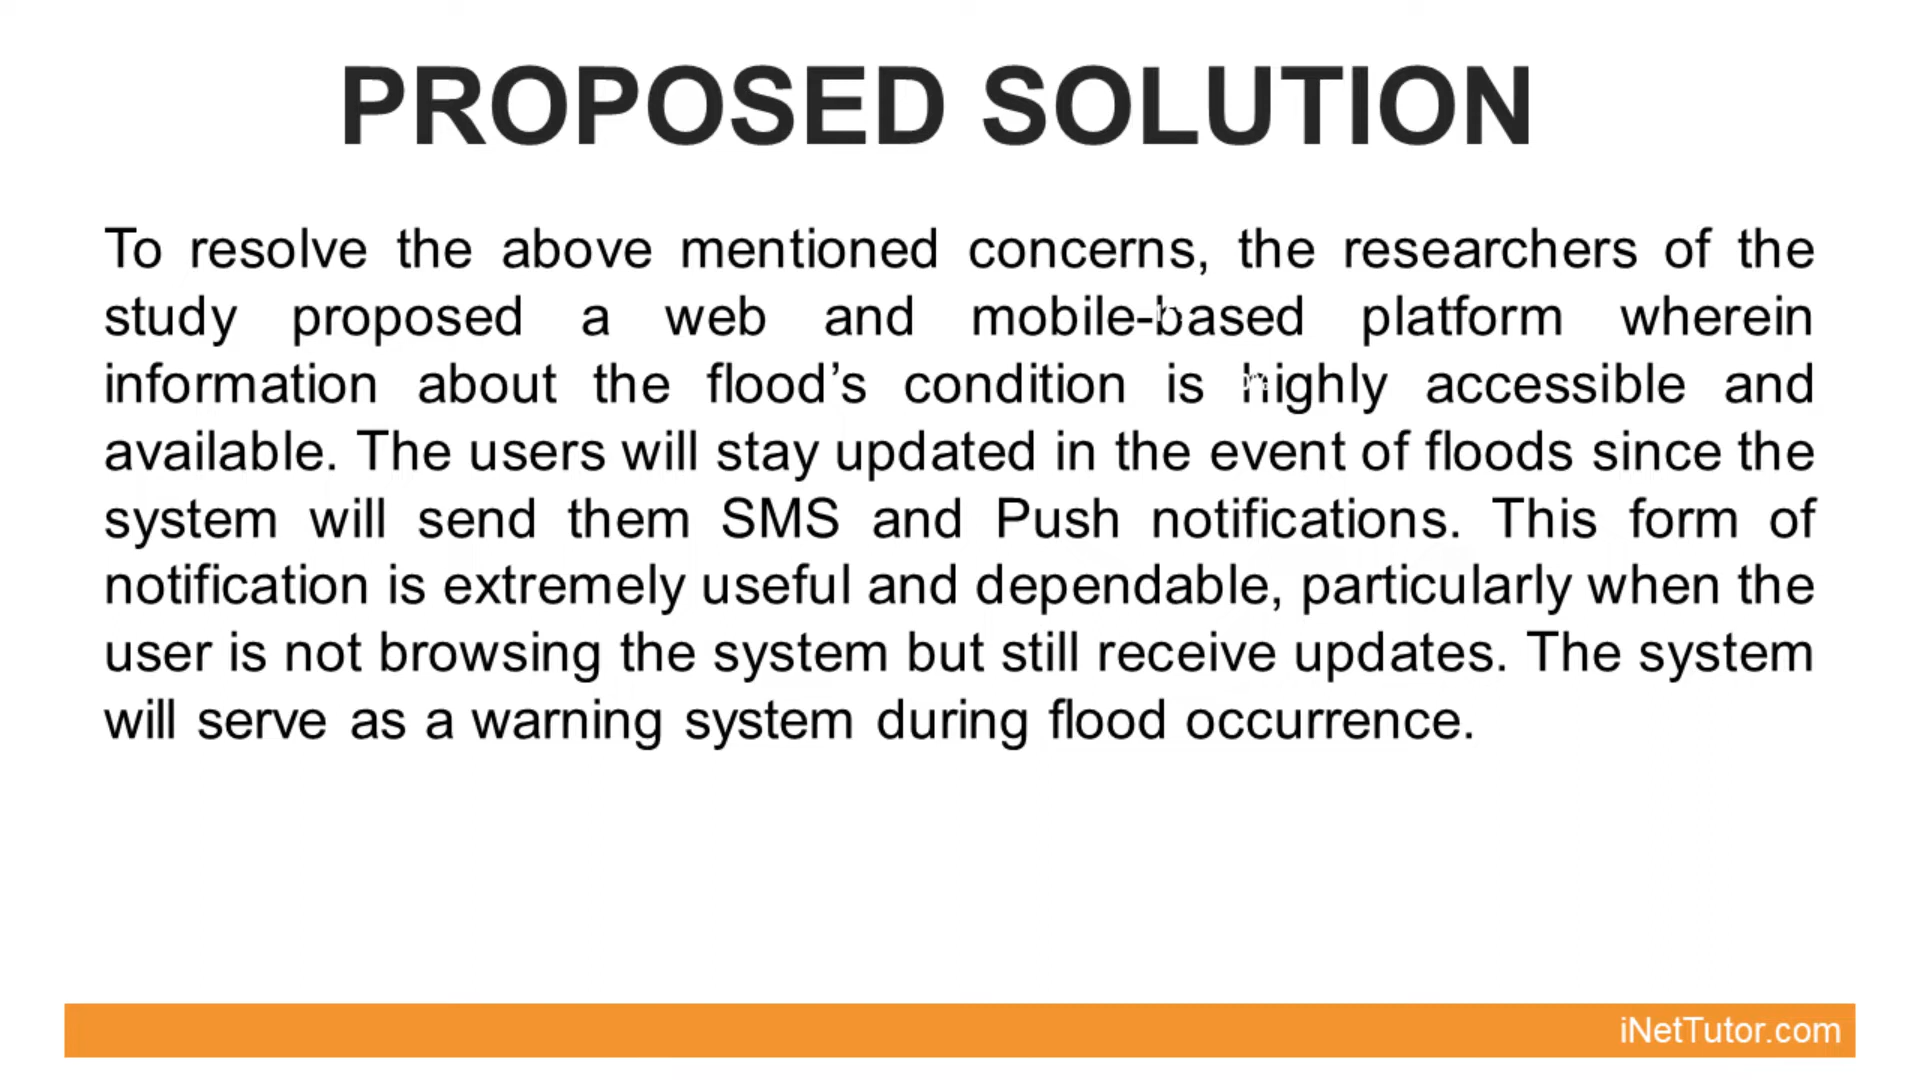 PROPOSED SOLUTION
To resolve the above mentioned concerns, the researchers of the
study proposed a web and mobile-based platform wherein
information about the flood’s condition is highly accessible and
available. The users will stay updated in the event of floods since the
system will send them SMS and Push notifications. This form of
notification is extremely useful and dependable, particularly when the
user is not browsing the system but still receive updates. The system
will serve as a warning system during flood occurrence.
iNetTutor.com